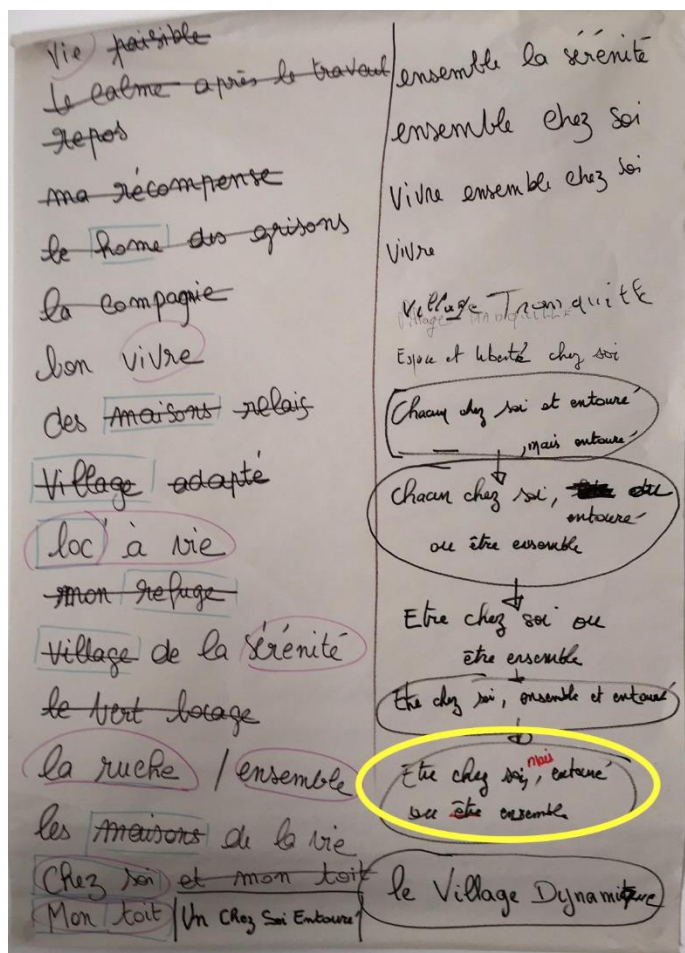 Vie paisible
le calme après le travail
repos
ma récompense
le home des grisons
la compagnie
bon vivre
des maisons relais
Village adapté
loc' à vie
mon refuge
village de la sérénité
le vert bocage
la ruche / ensemble
les maisons de la vie
Chez soi et mon toit
Mon toit | Un Chez Soi Entouré
ensemble la sérénité
ensemble chez soi
Vivre ensemble chez soi
Vivre
Village Tranquille
Espace et liberté chez soi
Chacun chez soi et entouré
, mais entouré
Chacun chez soi, ou
entouré
ou être ensemble
Etre chez soi ou
être ensemble
Etre chez soi, ensemble et entouré
Etre chez soi, mais entouré
ou être ensemble
le Village Dynamique